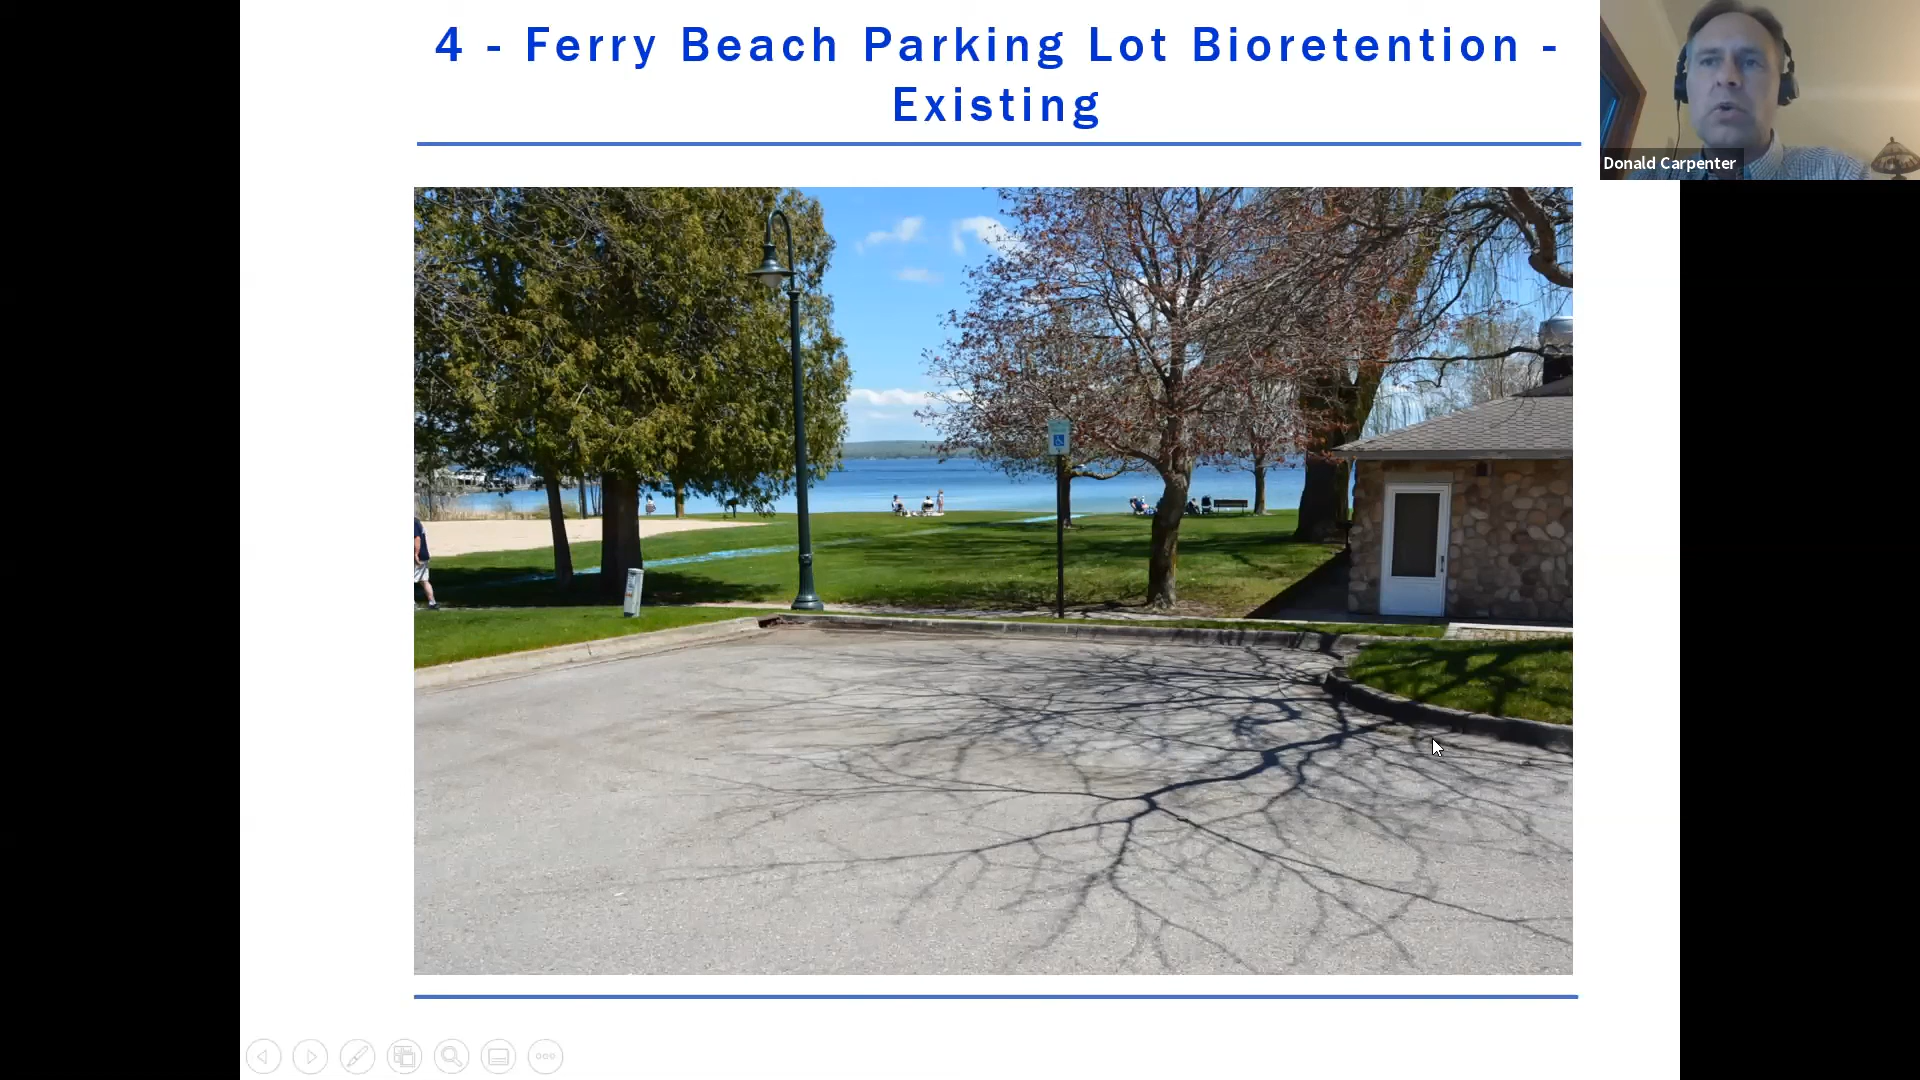 4 - Ferry Beach Parking Lot Bioretention -
Existing
Donald Carpenter